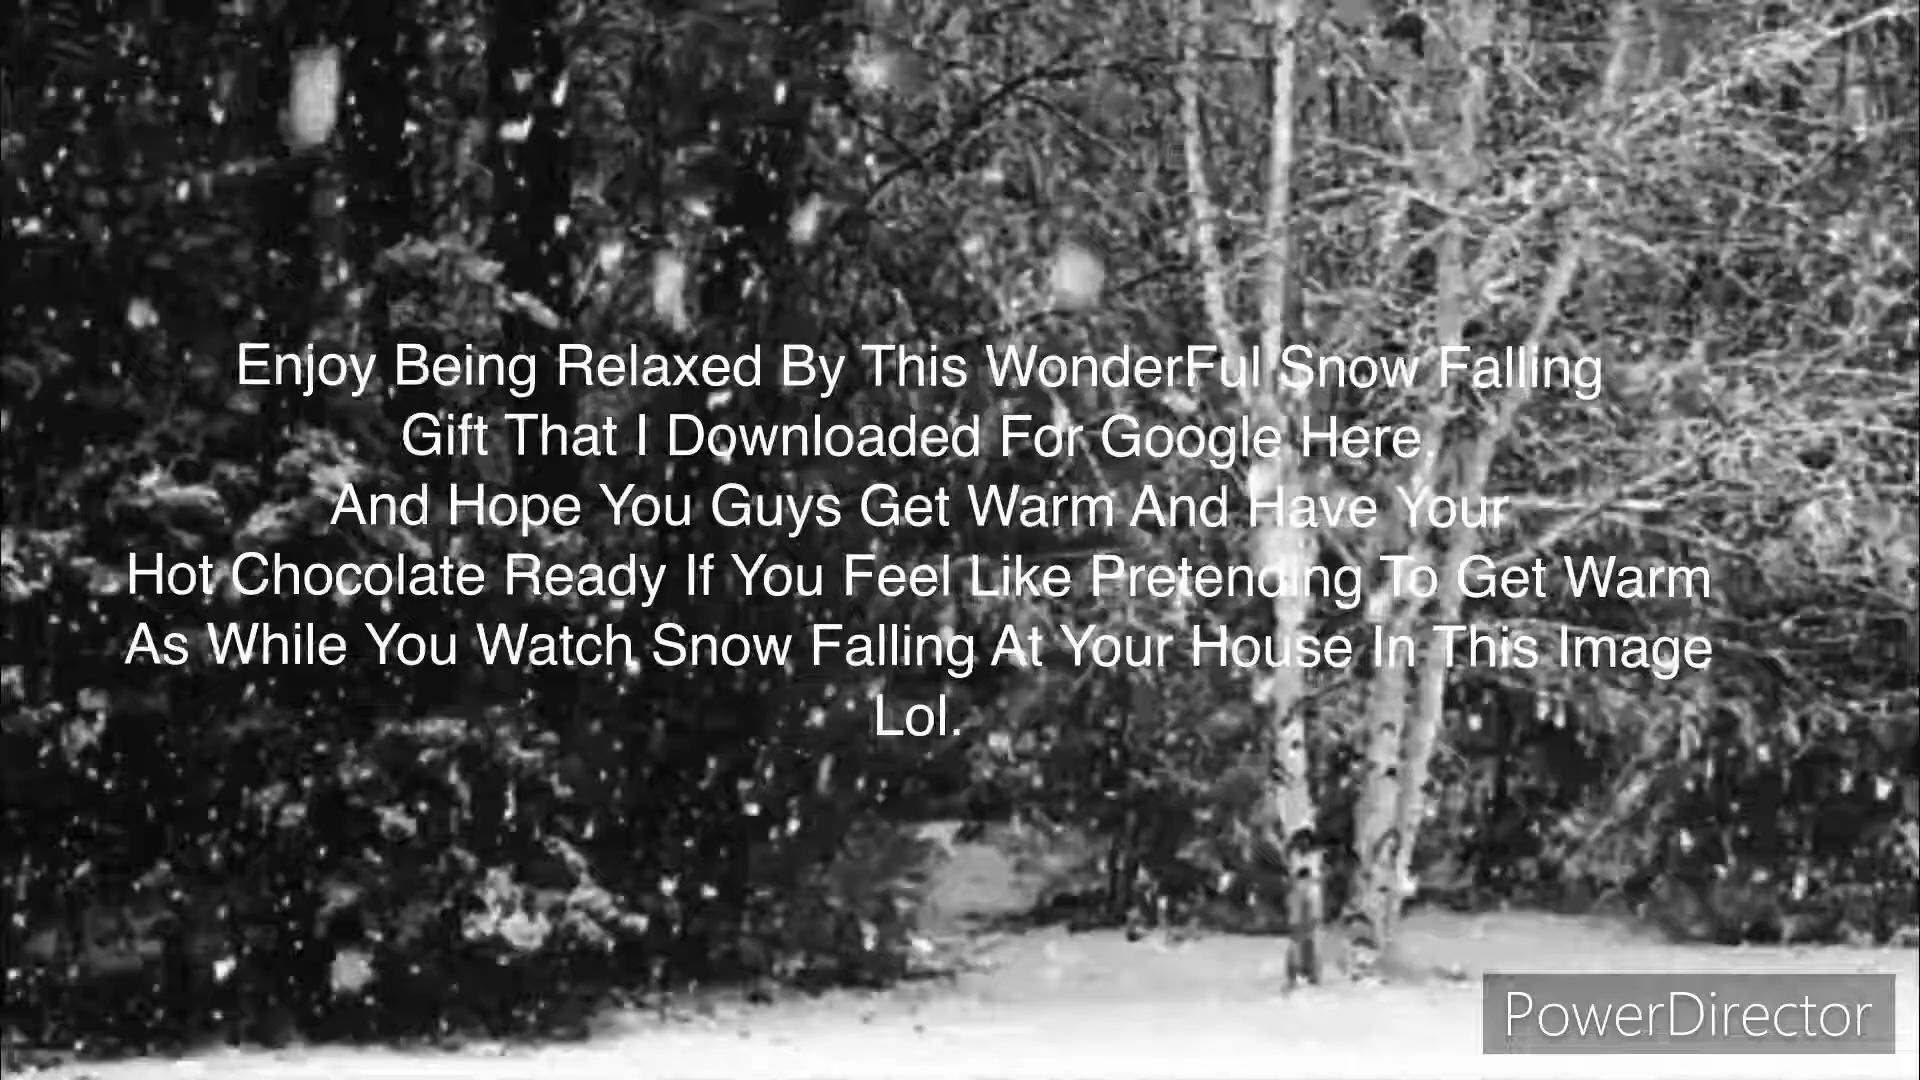 Enjoy Being Relaxed By This WonderFul Snow Falling
Gift That I Downloaded For Google Here.
And Hope You Guys Get Warm And Have Your
Hot Chocolate Ready If You Feel Like Pretending To Get Warm
As While You Watch Snow Falling At Your House In This Image
Lol.
PowerDirector